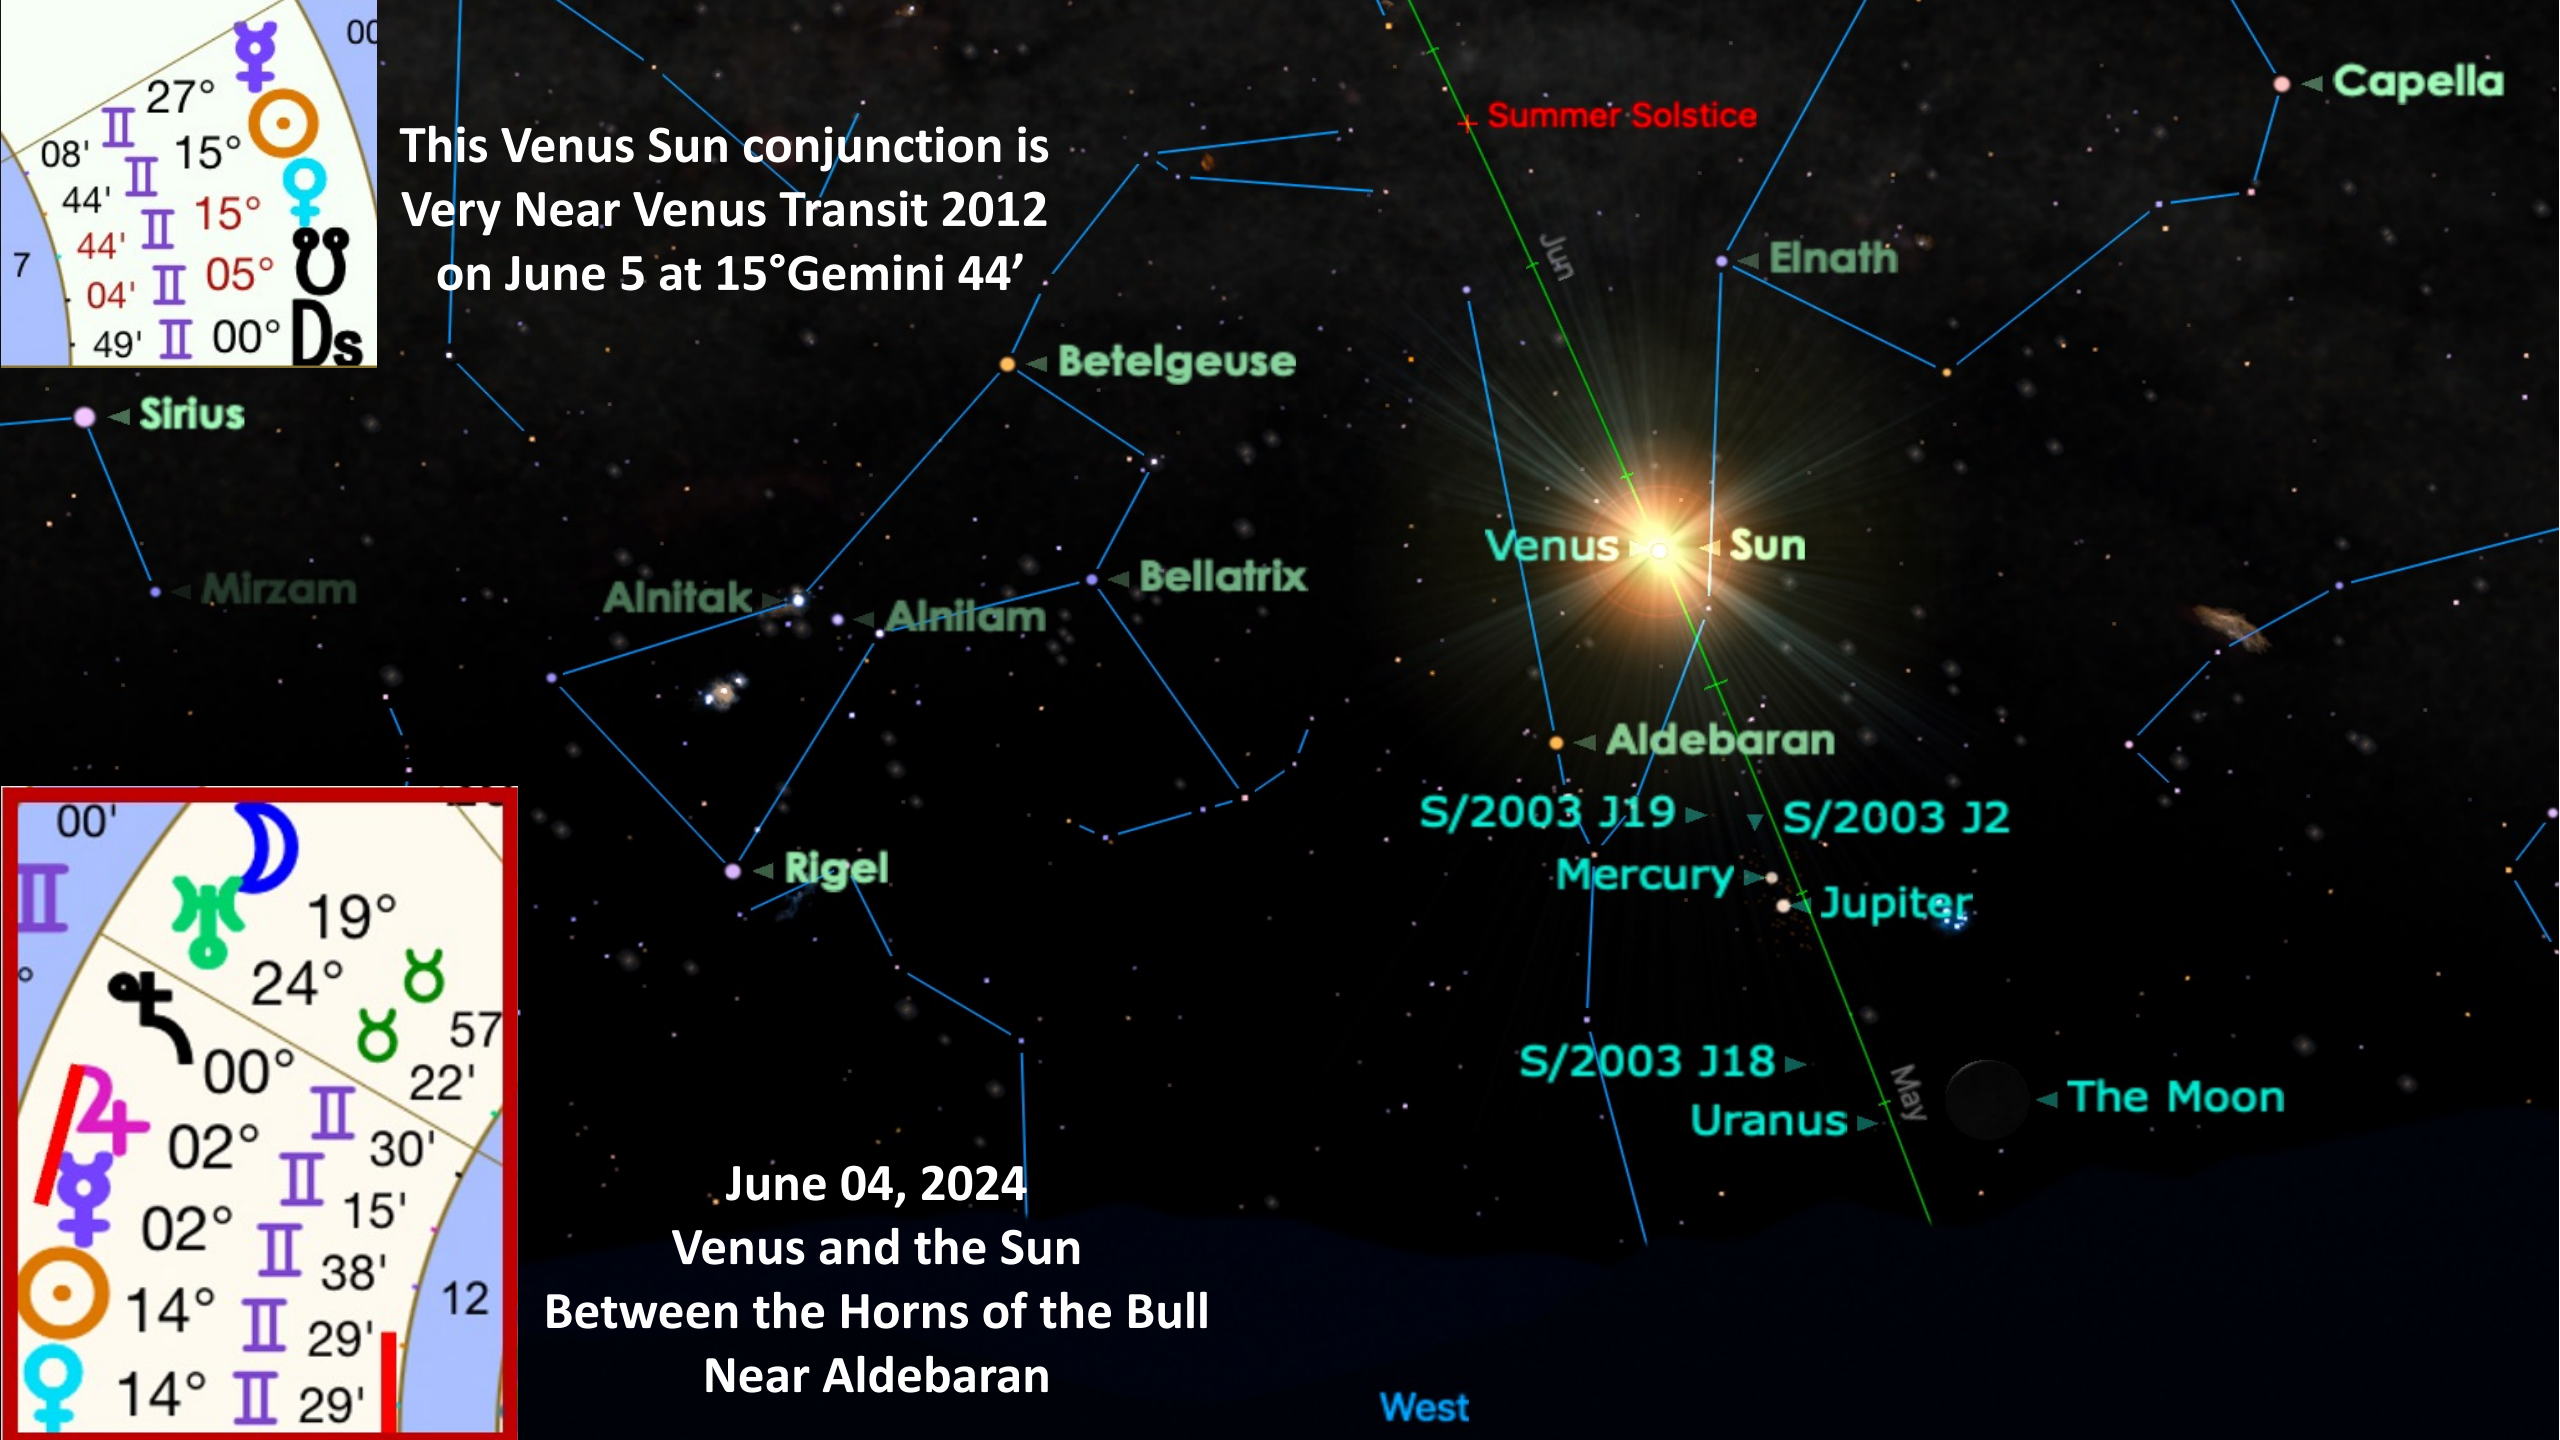 00
27°
08' ♊ 15°
44' ♊ 15°
44' ♊ 05°
04' ♊ 00°
49' ♊ Ds
7
This Venus Sun conjunction is
Very Near Venus Transit 2012
on June 5 at 15°Gemini 44’
Summer Solstice
Capella
Jun
Elnath
Betelgeuse
Sirius
Venus
Sun
Mirzam
Alnitak
Alnilam
Bellatrix
Aldebaran
S/2003 J19
S/2003 J2
Rigel
Mercury
Jupiter
S/2003 J18
May
Uranus
The Moon
00'
19°
24° ♉ 57
♉ 22'
00° ♊ 30'
02° ♊ 15'
02° ♊ 38'
14° ♊ 29'
14° ♊ 29'
12
June 04, 2024
Venus and the Sun
Between the Horns of the Bull
Near Aldebaran
West